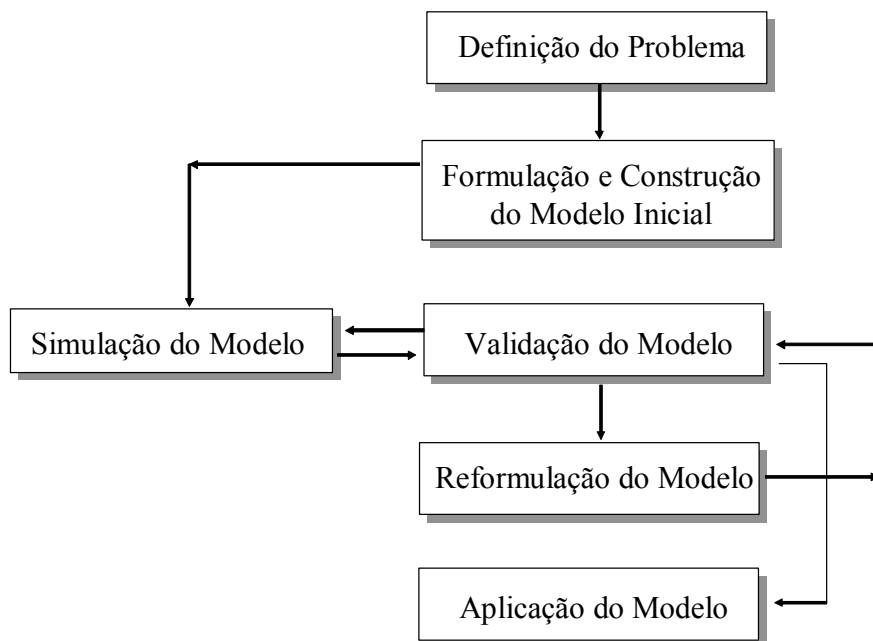 Definição do Problema
Formulação e Construção
do Modelo Inicial
Simulação do Modelo
Validação do Modelo
Reformulação do Modelo
Aplicação do Modelo